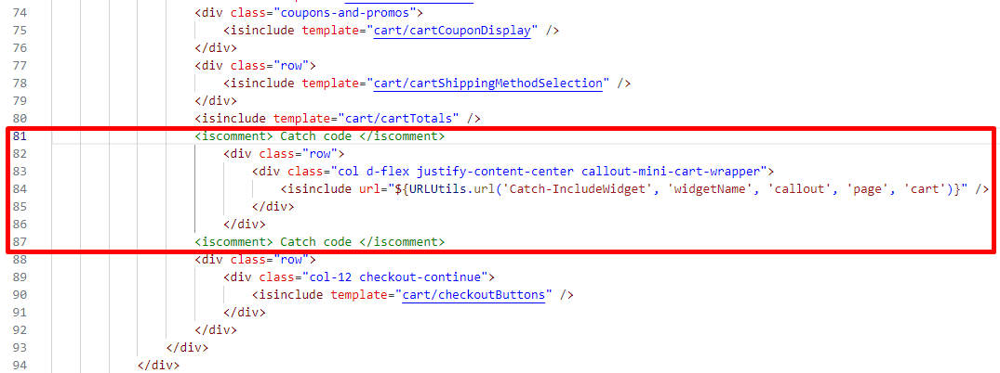 74 <div class="coupons-and-promos">
75 <isinclude template="cart/cartCouponDisplay" />
76 </div>
77 <div class="row">
78 <isinclude template="cart/cartShippingMethodSelection" />
79 </div>
80 <isinclude template="cart/cartTotals" />
81 <iscomment> Catch code </iscomment>
82 <div class="row">
83 <div class="col d-flex justify-content-center callout-mini-cart-wrapper">
84 <isinclude url="${URLUtils.url('Catch-IncludeWidget', 'widgetName', 'callout', 'page', 'cart')}" />
85 </div>
86 </div>
87 <iscomment> Catch code </iscomment>
88 <div class="row">
89 <div class="col-12 checkout-continue">
90 <isinclude template="cart/checkoutButtons" />
91 </div>
92 </div>
93 </div>
94 </div>